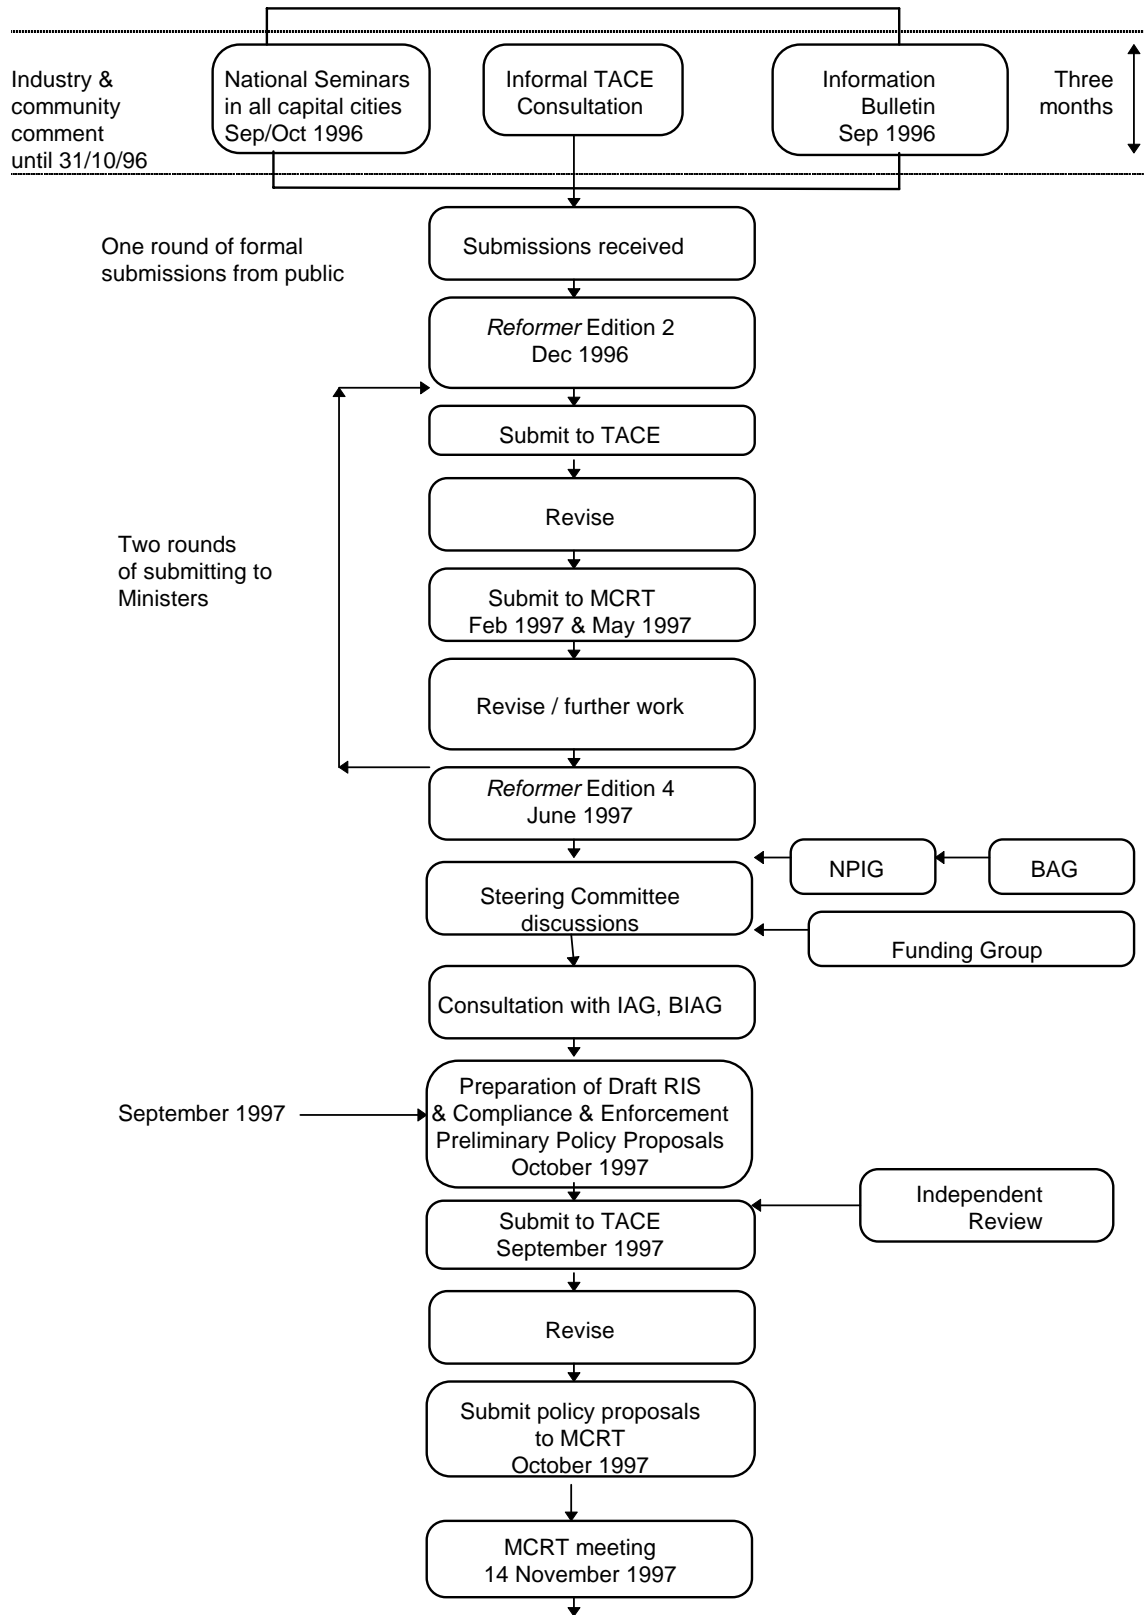 Industry &
community
comment
until 31/10/96
National Seminars
in all capital cities
Sep/Oct 1996
Informal TACE
Consultation
Information
Bulletin
Sep 1996
Three
months
One round of formal
submissions from public
Submissions received
Reformer Edition 2
Dec 1996
Submit to TACE
Revise
Two rounds
of submitting to
Ministers
Submit to MCRT
Feb 1997 & May 1997
Revise / further work
Reformer Edition 4
June 1997
NPIG
BAG
Steering Committee
discussions
Funding Group
Consultation with IAG, BIAG
September 1997
Preparation of Draft RIS
& Compliance & Enforcement
Preliminary Policy Proposals
October 1997
Submit to TACE
September 1997
Independent
Review
Revise
Submit policy proposals
to MCRT
October 1997
MCRT meeting
14 November 1997